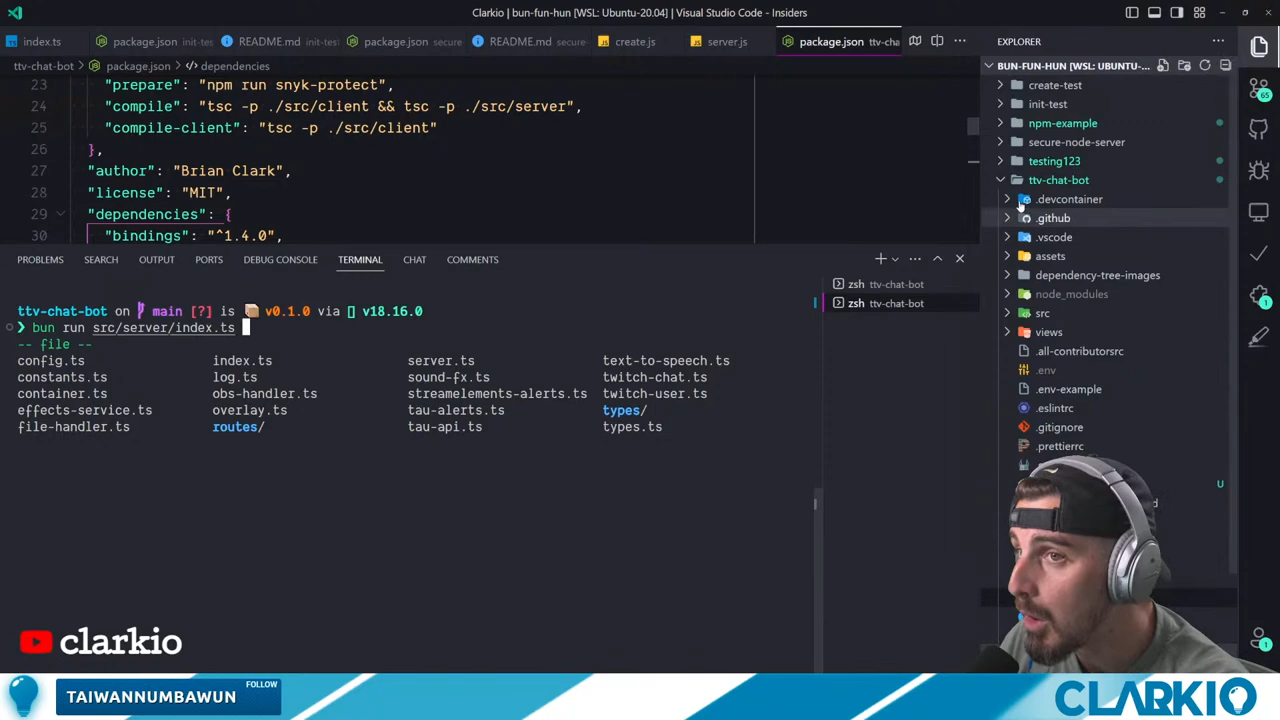 Clarkio | bun-fun-hun [WSL: Ubuntu-20.04] | Visual Studio Code - Insiders
index.ts package.json init-tes README.md init-test package.json secure README.md secure- create.js server.js package.json ttv-cha
ttv-chat-bot > package.json > dependencies
23 "prepare": "npm run snyk-protect",
24 "compile": "tsc -p ./src/client && tsc -p ./src/server",
25 "compile-client": "tsc -p ./src/client"
26 },
27 "author": "Brian Clark",
28 "license": "MIT",
29 "dependencies": {
30 "bindings": "^1.4.0",
PROBLEMS SEARCH OUTPUT PORTS DEBUG CONSOLE TERMINAL CHAT COMMENTS
zsh ttv-chat-bot
zsh ttv-chat-bot
ttv-chat-bot on main [?] is v0.1.0 via v18.16.0
❯ bun run src/server/index.ts
-- file --
config.ts index.ts server.ts text-to-speech.ts
constants.ts log.ts sound-fx.ts twitch-chat.ts
container.ts obs-handler.ts streamelements-alerts.ts twitch-user.ts
effects-service.ts overlay.ts tau-alerts.ts types/
file-handler.ts routes/ tau-api.ts types.ts
EXPLORER
BUN-FUN-HUN [WSL: UBUNTU-...
create-test
init-test
npm-example
secure-node-server
testing123
ttv-chat-bot
.devcontainer
.github
.vscode
assets
dependency-tree-images
node_modules
src
views
.all-contributorsrc
.env
.env-example
.eslintrc
.gitignore
.prettierrc
U
d
65
1
1
clarkio
TAIWANNUMBAWUN FOLLOW
CLARKIO